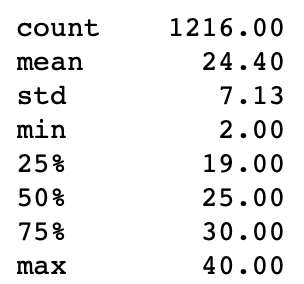 count 1216.00
mean 24.40
std 7.13
min 2.00
25% 19.00
50% 25.00
75% 30.00
max 40.00